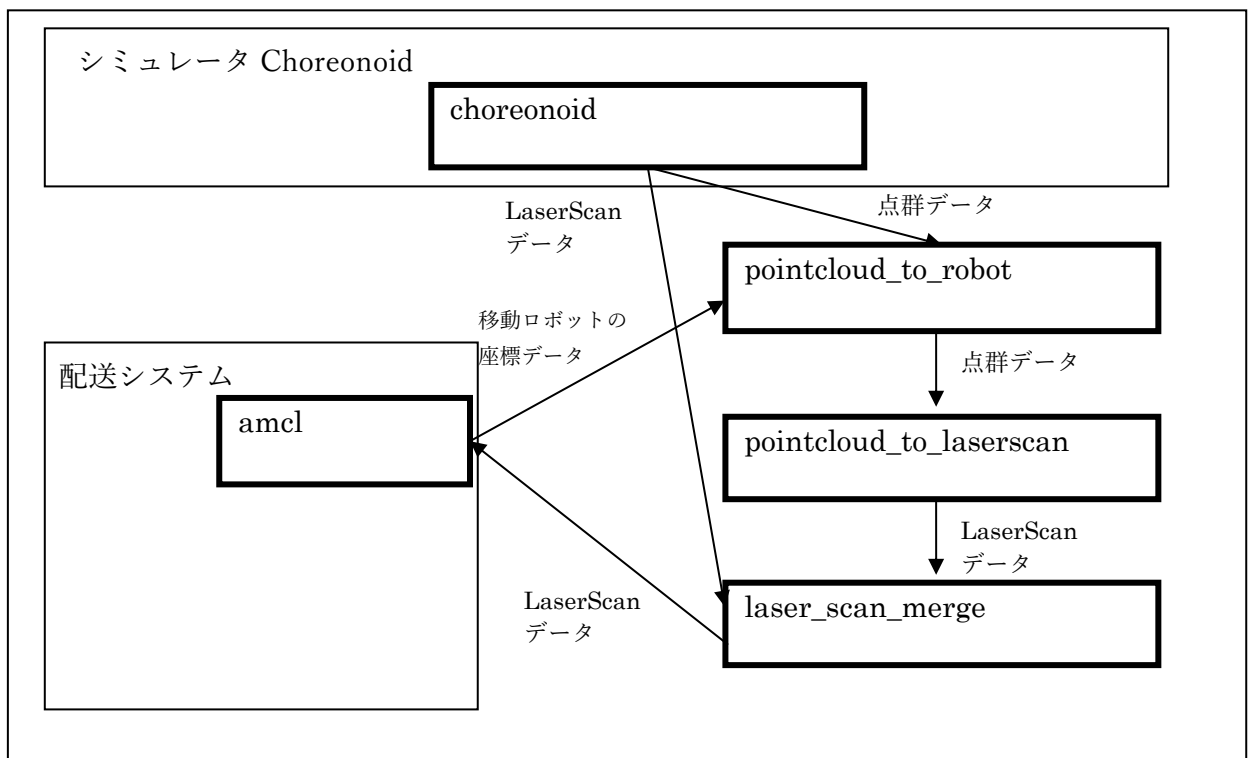 シミュレータ Choreonoid
choreonoid
LaserScan
データ
点群データ
pointcloud_to_robot
移動ロボットの
座標データ
点群データ
配送システム
amcl
pointcloud_to_laserscan
LaserScan
データ
LaserScan
データ
laser_scan_merge